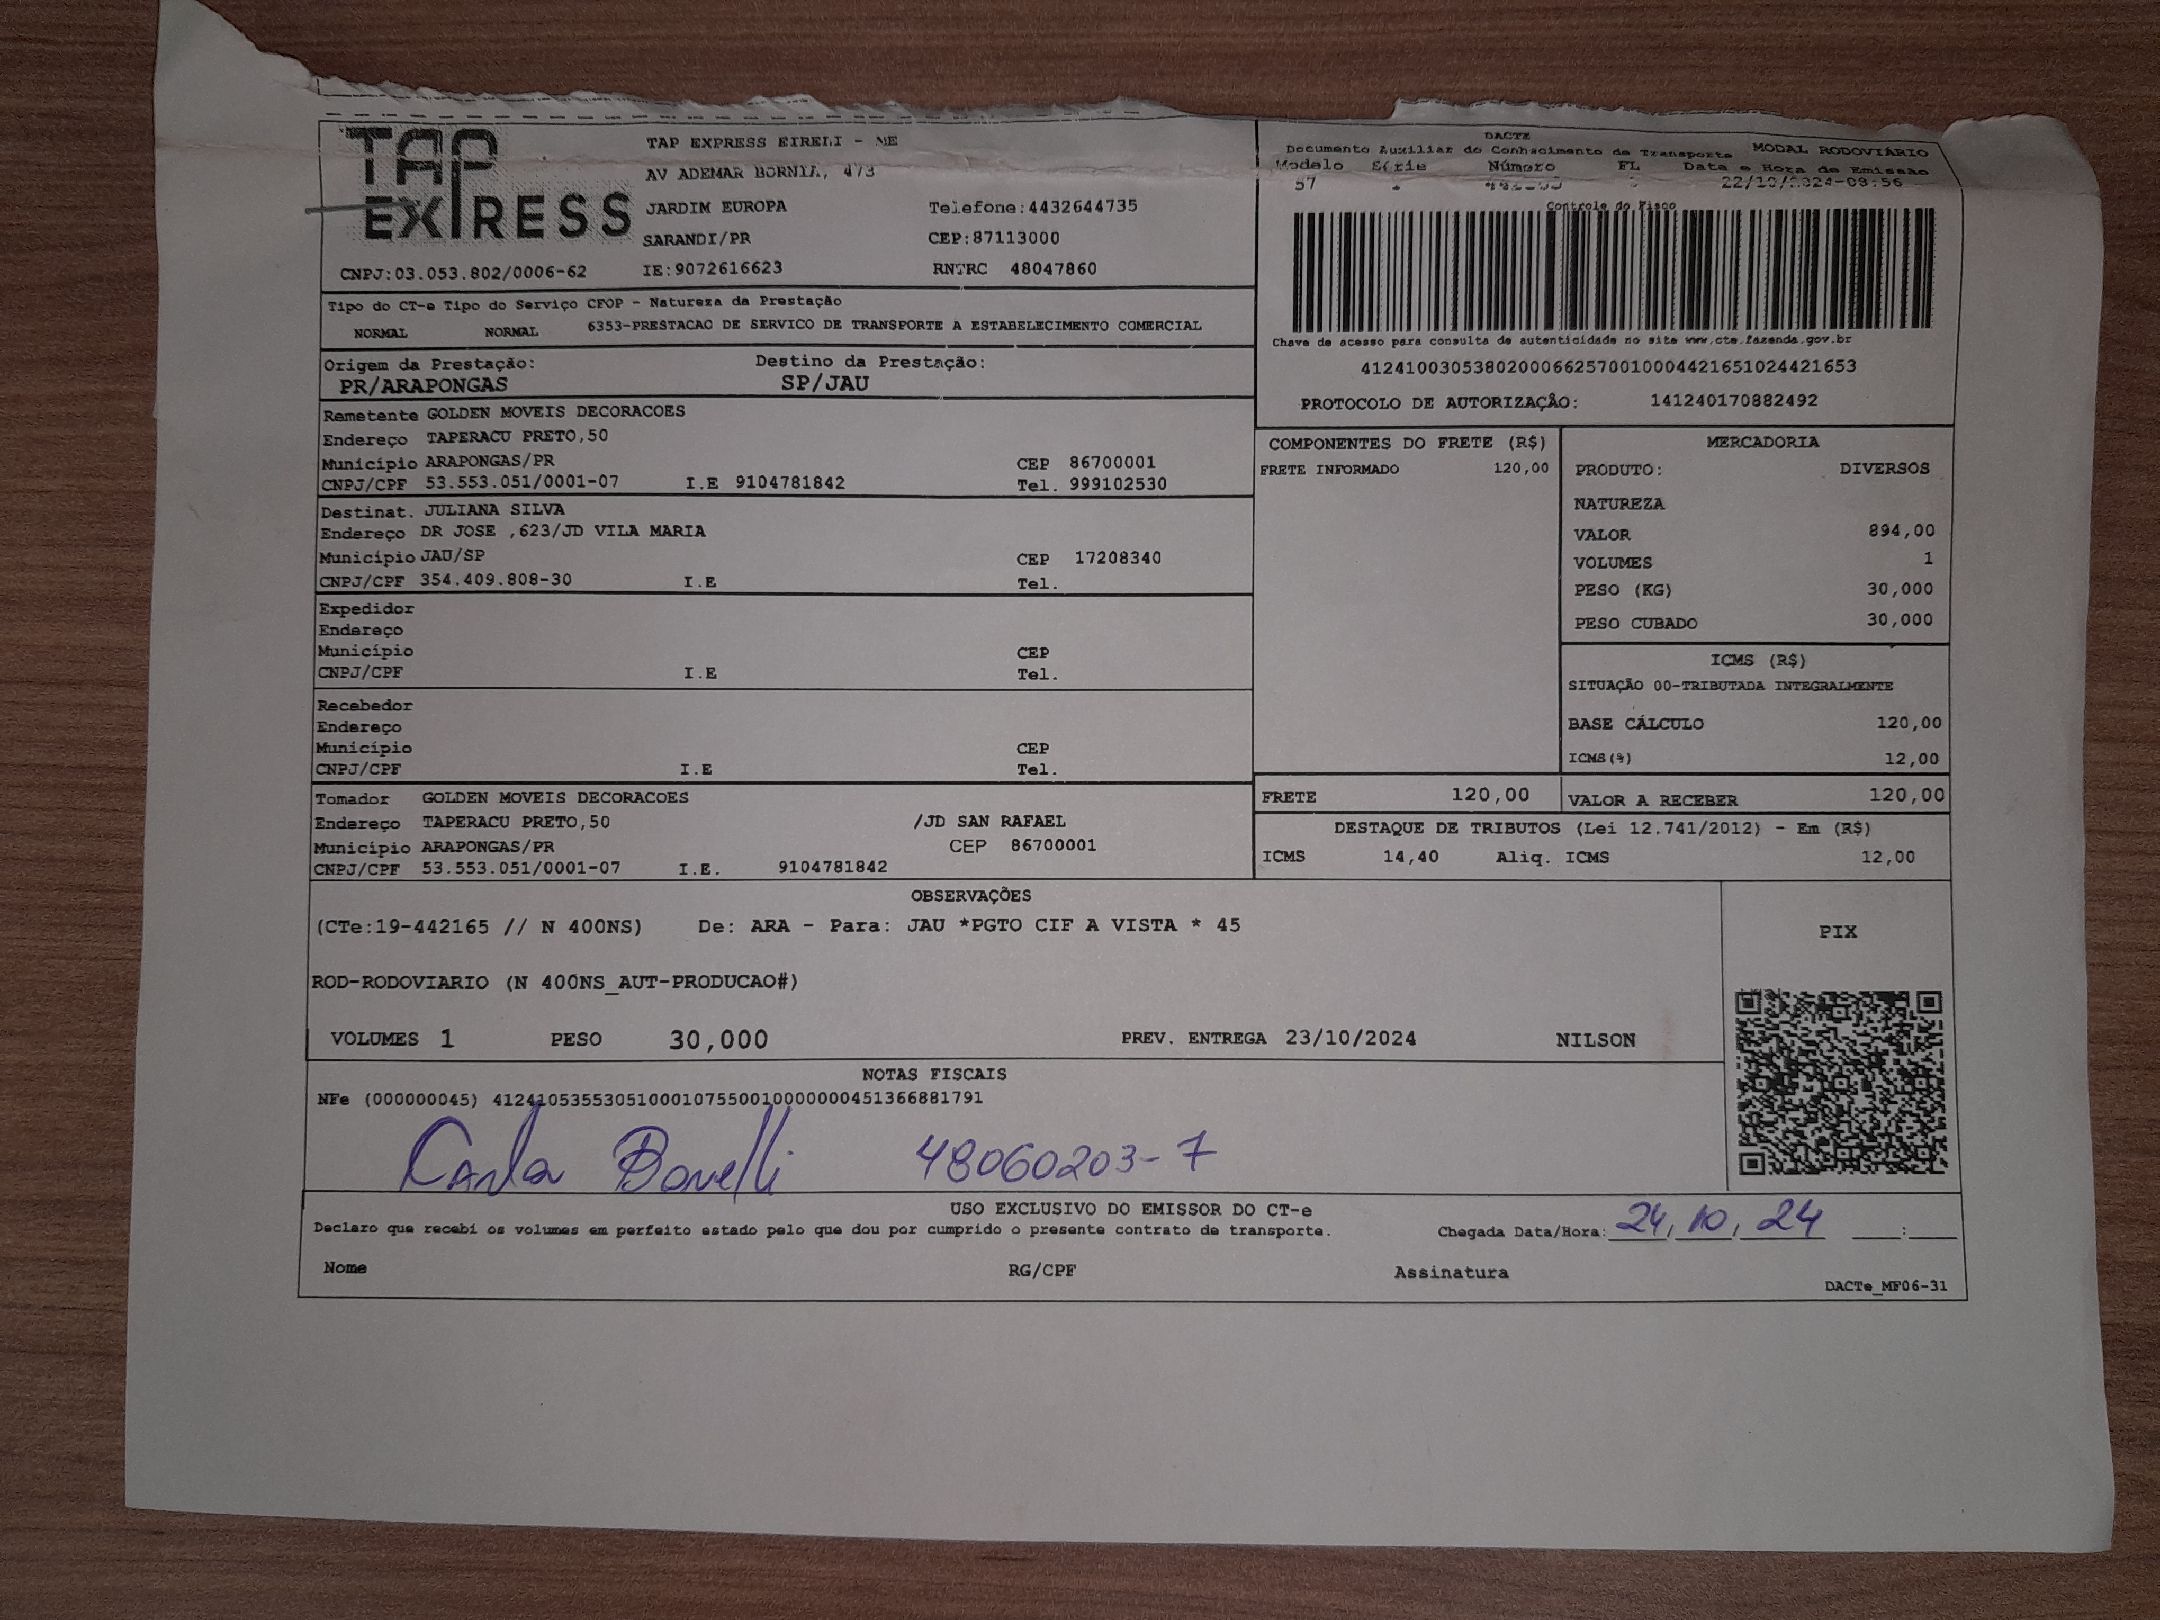 TAP EXPRESS
TAP EXPRESS EIRELI - ME
AV ADEMAR BORNIA, 473
JARDIM EUROPA Telefone:4432644735
SARANDI/PR CEP:87113000
CNPJ:03.053.802/0006-62 IE:9072616623 RNTRC 48047860
DACTE
Documento Auxiliar do Conhecimento de Transporte MODAL RODOVIÁRIO
Modelo Série Número FL Data e Hora de Emissão
57 22/10/2024-08:56
Controle do Fisco
Chave de acesso para consulta de autenticidade no site www.cte.fazenda.gov.br
41241003053802000662570010004421651024421653
PROTOCOLO DE AUTORIZAÇÃO: 141240170882492
Tipo do CT-e Tipo do Serviço CFOP - Natureza da Prestação
NORMAL NORMAL 6353-PRESTACAO DE SERVICO DE TRANSPORTE A ESTABELECIMENTO COMERCIAL
Origem da Prestação: Destino da Prestação:
PR/ARAPONGAS SP/JAU
Remetente GOLDEN MOVEIS DECORACOES
Endereço TAPERACU PRETO,50
Município ARAPONGAS/PR CEP 86700001
CNPJ/CPF 53.553.051/0001-07 I.E 9104781842 Tel. 999102530
Destinat. JULIANA SILVA
Endereço DR JOSE ,623/JD VILA MARIA
Município JAU/SP CEP 17208340
CNPJ/CPF 354.409.808-30 I.E Tel.
Expedidor
Endereço
Município CEP
CNPJ/CPF I.E Tel.
Recebedor
Endereço
Município CEP
CNPJ/CPF I.E Tel.
Tomador GOLDEN MOVEIS DECORACOES
Endereço TAPERACU PRETO,50 /JD SAN RAFAEL
Município ARAPONGAS/PR CEP 86700001
CNPJ/CPF 53.553.051/0001-07 I.E. 9104781842
COMPONENTES DO FRETE (R$)
FRETE INFORMADO 120,00
MERCADORIA
PRODUTO: DIVERSOS
NATUREZA
VALOR 894,00
VOLUMES 1
PESO (KG) 30,000
PESO CUBADO 30,000
ICMS (R$)
SITUAÇÃO 00-TRIBUTADA INTEGRALMENTE
BASE CÁLCULO 120,00
ICMS(%) 12,00
FRETE 120,00 VALOR A RECEBER 120,00
DESTAQUE DE TRIBUTOS (Lei 12.741/2012) - Em (R$)
ICMS 14,40 Aliq. ICMS 12,00
OBSERVAÇÕES
(CTe:19-442165 // N 400NS) De: ARA - Para: JAU *PGTO CIF A VISTA * 45
ROD-RODOVIARIO (N 400NS_AUT-PRODUCAO#)
VOLUMES 1 PESO 30,000 PREV. ENTREGA 23/10/2024 NILSON
PIX
NOTAS FISCAIS
NFe (000000045) 41241053553051000107550010000000451366881791
Carla Bonelli 48060203-7
USO EXCLUSIVO DO EMISSOR DO CT-e
Declaro que recebi os volumes em perfeito estado pelo que dou por cumprido o presente contrato de transporte. Chegada Data/Hora: 24, 10, 24 :
Nome RG/CPF Assinatura
DACTe_MF06-31